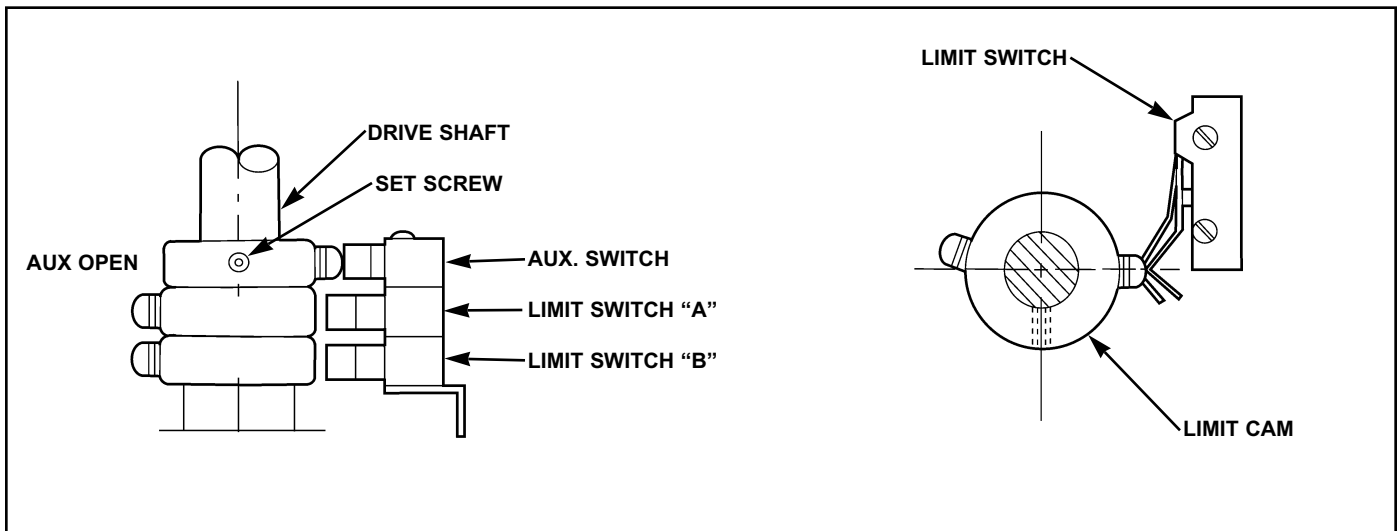 DRIVE SHAFT
SET SCREW
AUX OPEN
AUX. SWITCH
LIMIT SWITCH “A”
LIMIT SWITCH “B”
LIMIT SWITCH
LIMIT CAM